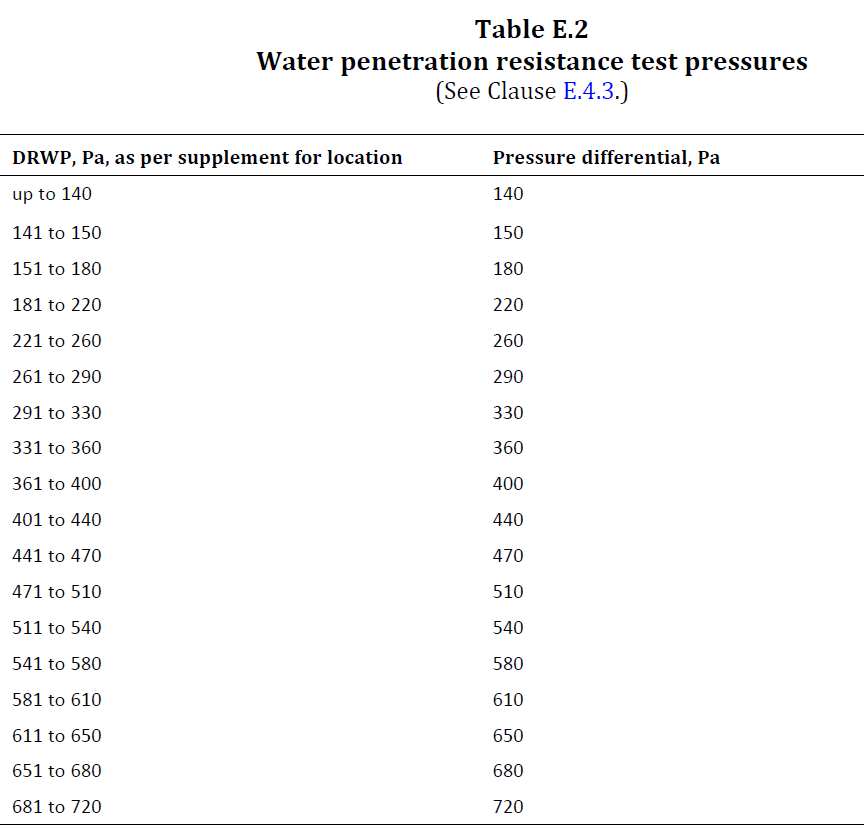 Table E.2
Water penetration resistance test pressures
(See Clause E.4.3.)
DRWP, Pa, as per supplement for location Pressure differential, Pa
up to 140 140
141 to 150 150
151 to 180 180
181 to 220 220
221 to 260 260
261 to 290 290
291 to 330 330
331 to 360 360
361 to 400 400
401 to 440 440
441 to 470 470
471 to 510 510
511 to 540 540
541 to 580 580
581 to 610 610
611 to 650 650
651 to 680 680
681 to 720 720